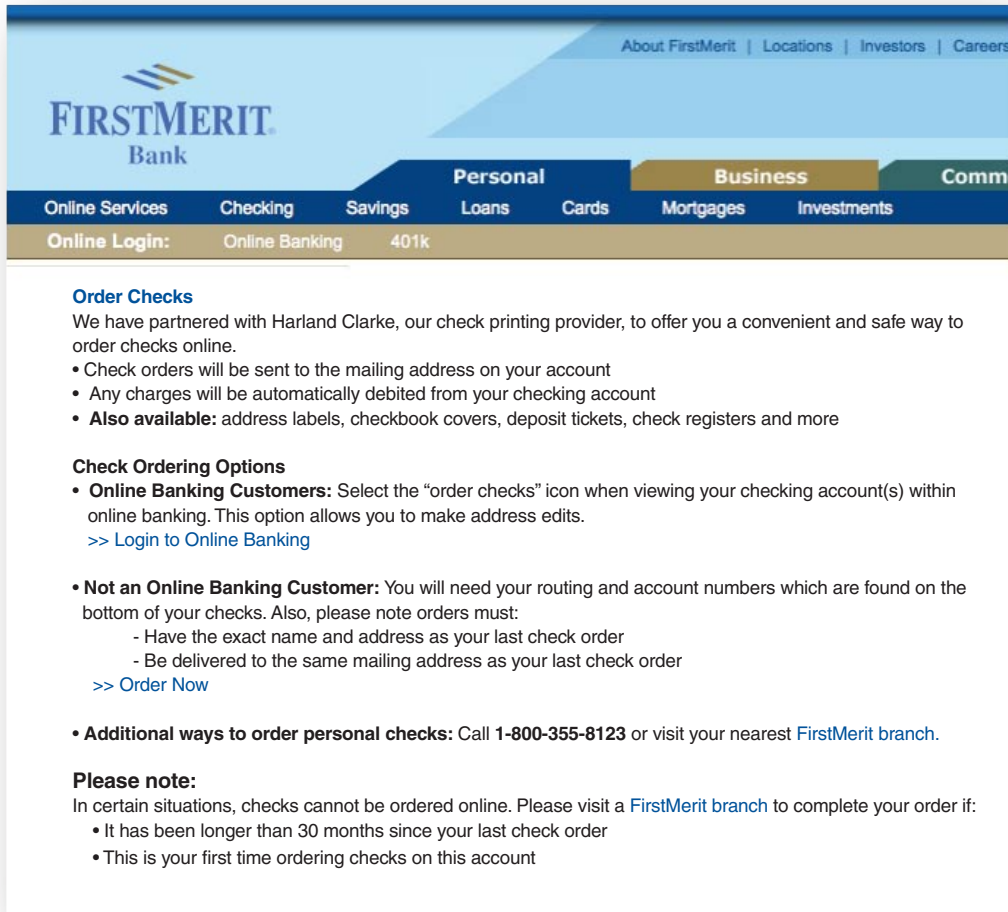 About FirstMerit | Locations | Investors | Careers
FIRSTMERIT
Bank
Personal Business Comm
Online Services Checking Savings Loans Cards Mortgages Investments
Online Login: Online Banking 401k
Order Checks
We have partnered with Harland Clarke, our check printing provider, to offer you a convenient and safe way to
order checks online.
• Check orders will be sent to the mailing address on your account
• Any charges will be automatically debited from your checking account
• Also available: address labels, checkbook covers, deposit tickets, check registers and more
Check Ordering Options
• Online Banking Customers: Select the “order checks” icon when viewing your checking account(s) within
online banking. This option allows you to make address edits.
>> Login to Online Banking
• Not an Online Banking Customer: You will need your routing and account numbers which are found on the
bottom of your checks. Also, please note orders must:
- Have the exact name and address as your last check order
- Be delivered to the same mailing address as your last check order
>> Order Now
• Additional ways to order personal checks: Call 1-800-355-8123 or visit your nearest FirstMerit branch.
Please note:
In certain situations, checks cannot be ordered online. Please visit a FirstMerit branch to complete your order if:
• It has been longer than 30 months since your last check order
• This is your first time ordering checks on this account